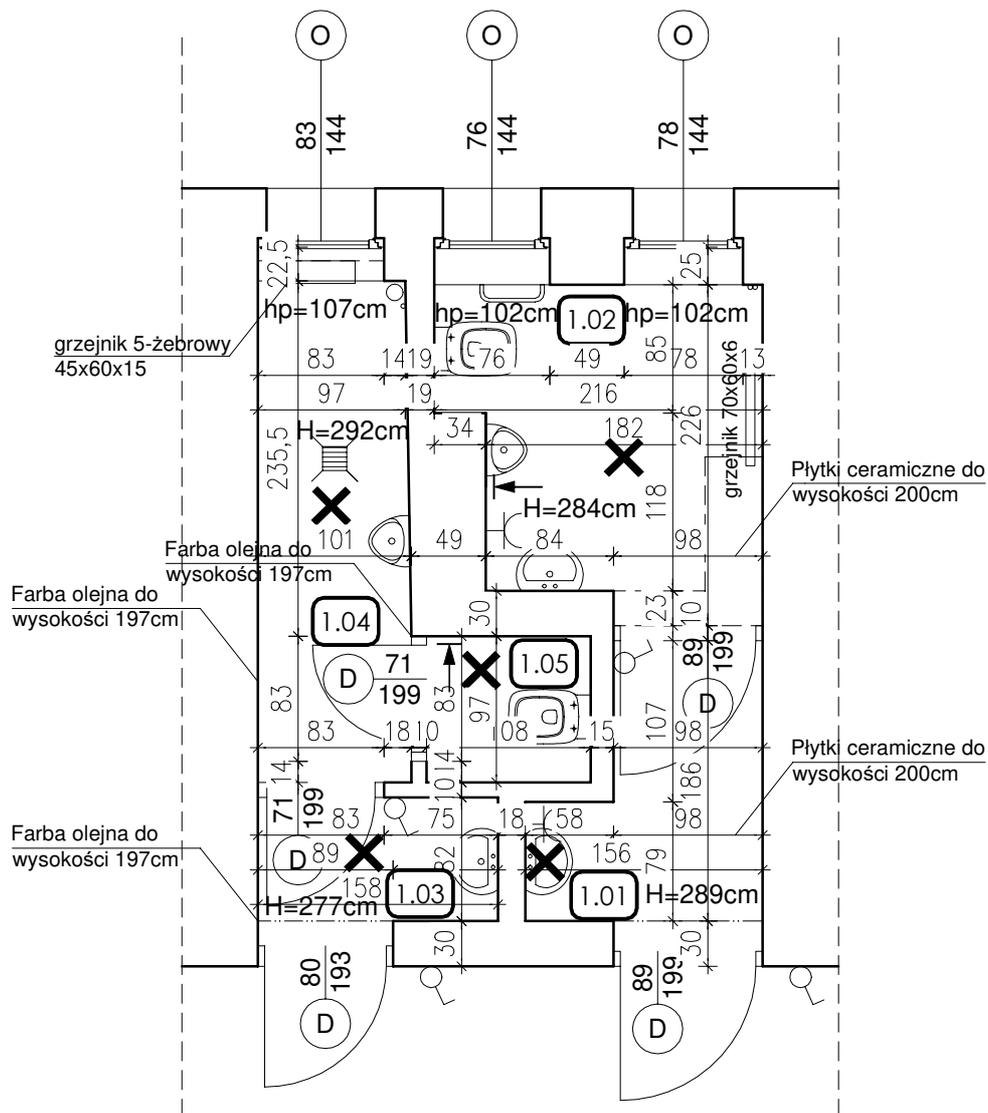 O
O
O
83
144
76
144
78
144
22,5
25
hp=107cm
hp=102cm
1.02
hp=102cm
grzejnik 5-żebrowy
45x60x15
83
14
19
76
49
85
78
13
97
19
216
grzejnik 70x60x6
H=292cm
34
182
226
235,5
Płytki ceramiczne do
wysokości 200cm
H=284cm
118
101
49
84
98
Farba olejna do
wysokości 197cm
Farba olejna do
wysokości 197cm
30
23
10
1.04
1.05
89
199
71
199
D
D
83
83
97
107
83
18
10
15
98
Płytki ceramiczne do
wysokości 200cm
14
14
10
186
71
199
83
75
18
58
98
Farba olejna do
wysokości 197cm
D
89
82
156
79
158
1.03
1.01
H=289cm
H=277cm
30
30
80
193
89
D
D